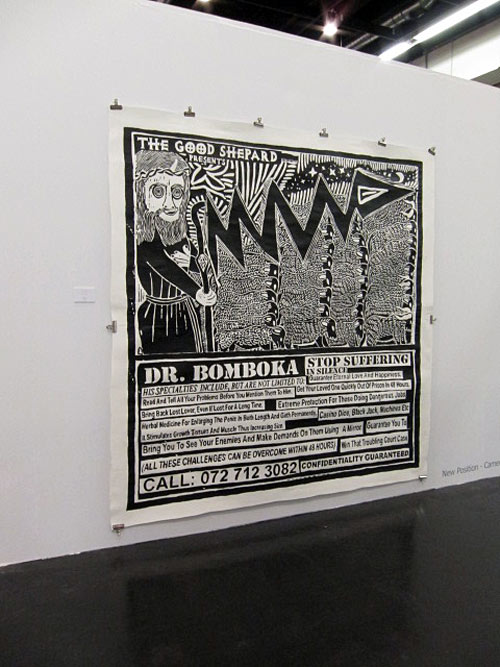 THE GOOD SHEPARD
PRESENTS
DR. BOMBOKA
STOP SUFFERING
IN SILENCE
HIS SPECIALTIES INCLUDE, BUT ARE NOT LIMITED TO:
Guarantee Eternal Love And Happiness.
Read And Tell All Your Problems Before You Mention Them To Him.
Get Your Loved One Quickly Out Of Prison In 48 Hours.
Bring Back Lost Lover, Even If Lost For A Long Time.
Extreme Protection For Those Doing Dangerous Jobs
Herbal Medicine For Enlarging The Penis In Both Length And Girth Permanently,
Casino Dice, Black Jack, Machines Etc
It Stimulates Growth Tissues And Muscle Thus Increasing Size.
Guarantee You To
Bring You To See Your Enemies And Make Demands On Them Using A Mirror
Win That Troubling Court Case
(ALL THESE CHALLENGES CAN BE OVERCOME WITHIN 48 HOURS)
CALL: 072 712 3082
CONFIDENTIALITY GUARANTEED
New Position - Came